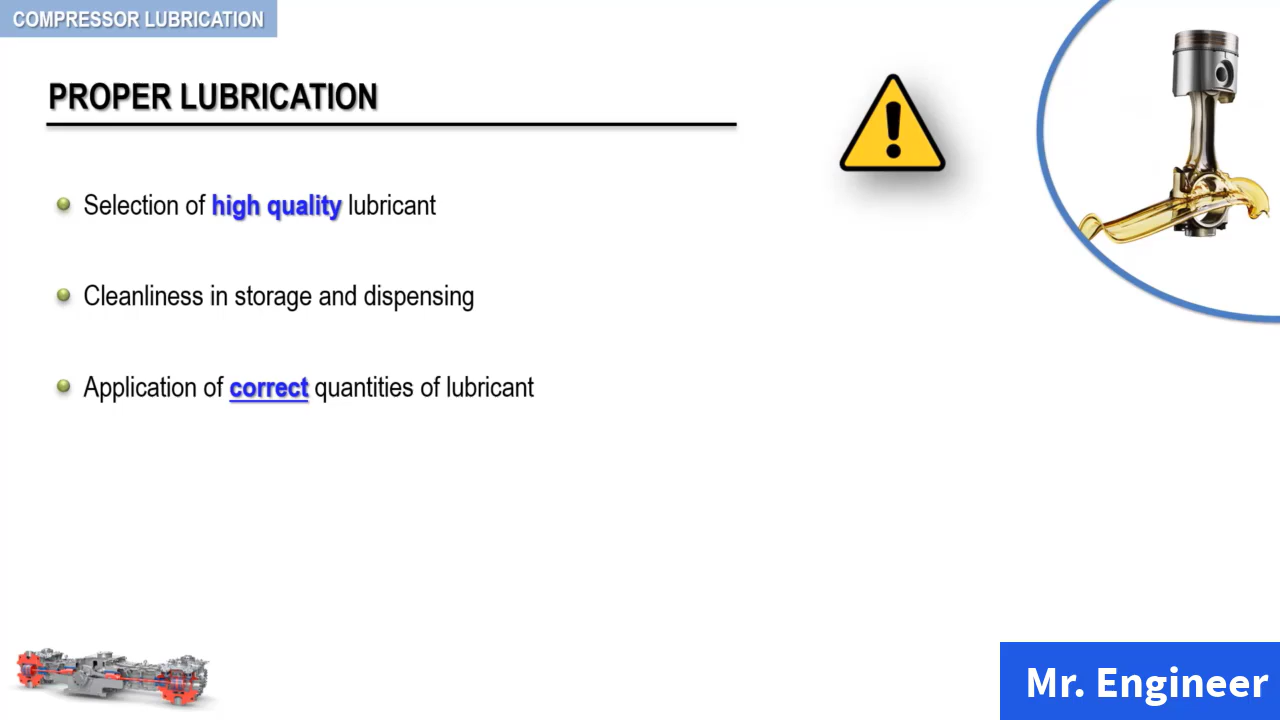 COMPRESSOR LUBRICATION
PROPER LUBRICATION
Selection of high quality lubricant
Cleanliness in storage and dispensing
Application of correct quantities of lubricant
Mr. Engineer